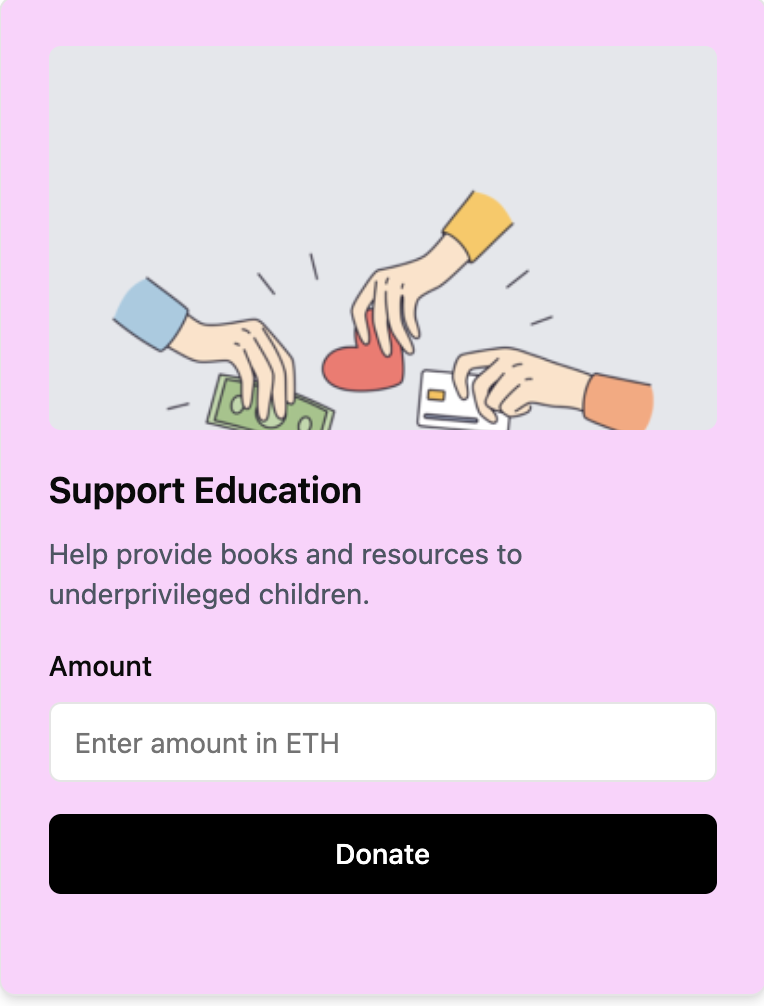 Support Education
Help provide books and resources to
underprivileged children.
Amount
Enter amount in ETH
Donate